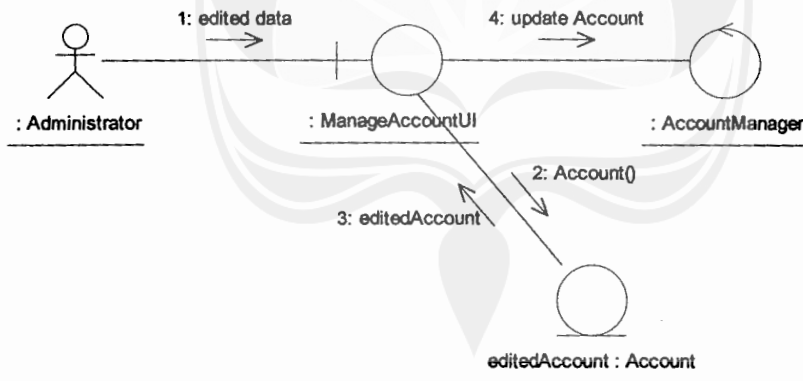 1: edited data
4: update Account
: Administrator
: ManageAccountUI
: AccountManager
2: Account()
3: editedAccount
editedAccount : Account